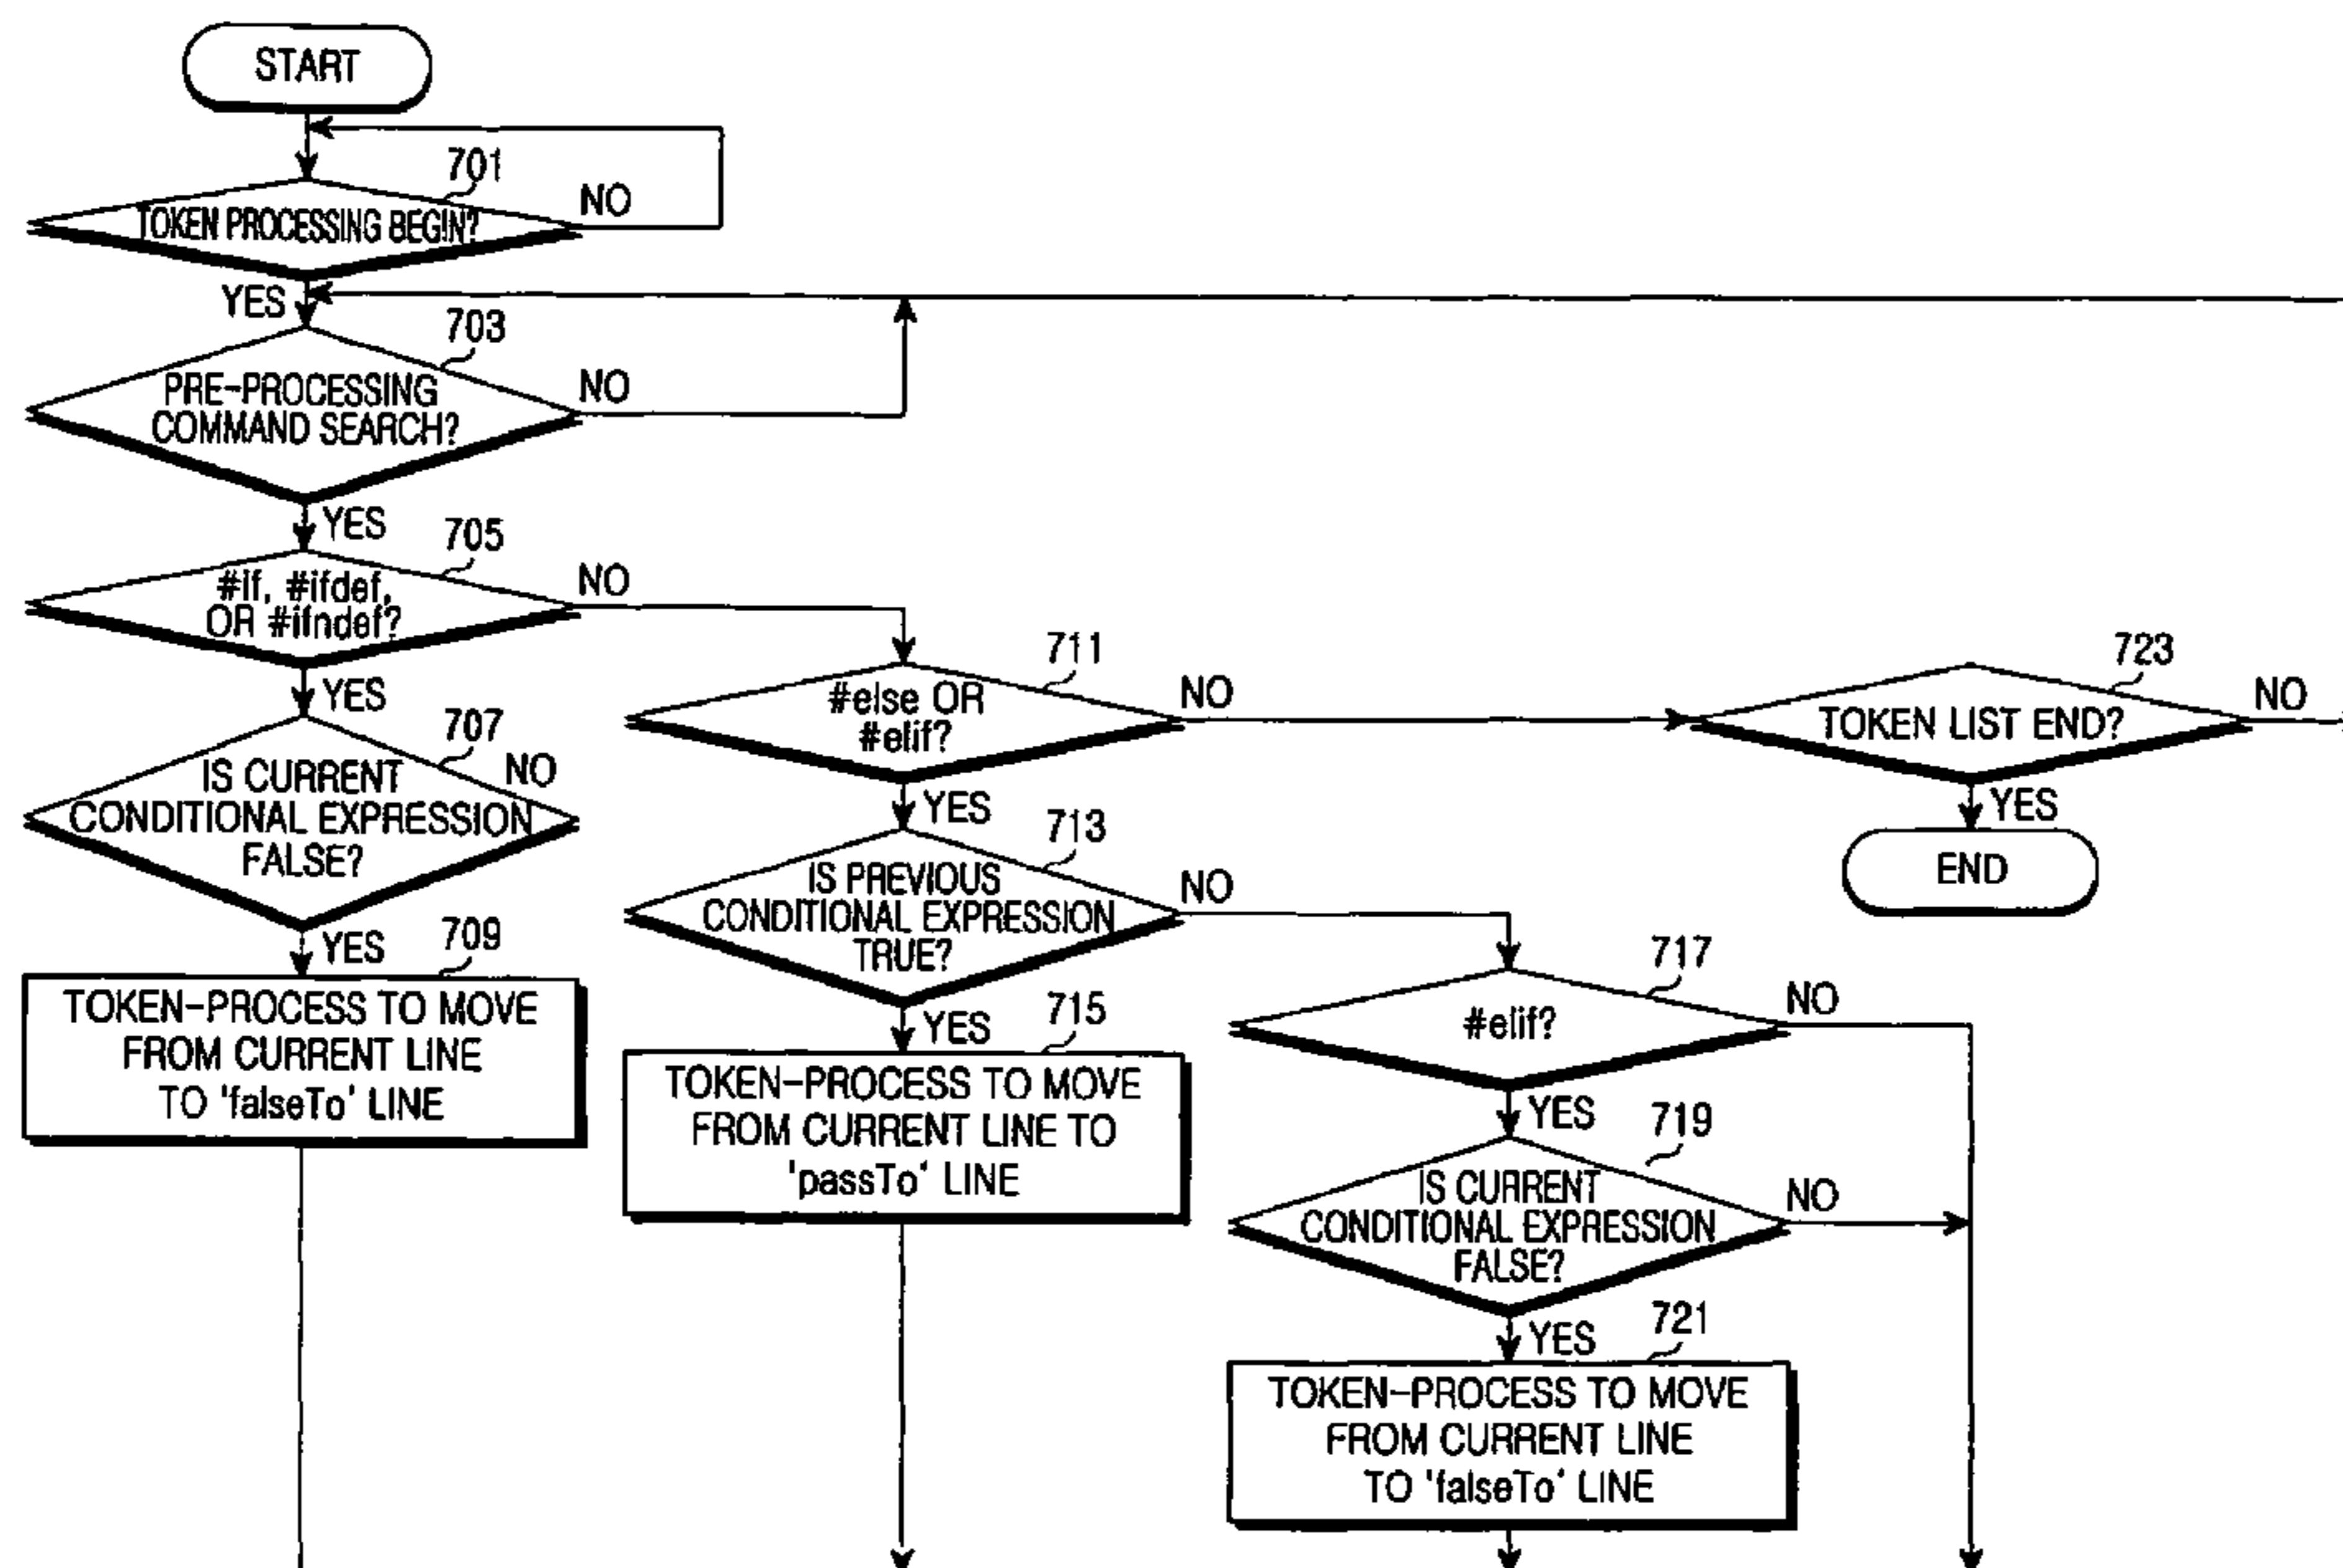 START
701
TOKEN PROCESSING BEGIN?
NO
YES
703
PRE-PROCESSING
COMMAND SEARCH?
NO
YES
705
#if, #ifdef,
OR #ifndef?
NO
YES
707
IS CURRENT
CONDITIONAL EXPRESSION
FALSE?
NO
YES
709
TOKEN-PROCESS TO MOVE
FROM CURRENT LINE
TO 'falseTo' LINE
711
#else OR
#elif?
NO
YES
713
IS PREVIOUS
CONDITIONAL EXPRESSION
TRUE?
NO
YES
715
TOKEN-PROCESS TO MOVE
FROM CURRENT LINE TO
'passTo' LINE
717
#elif?
NO
YES
719
IS CURRENT
CONDITIONAL EXPRESSION
FALSE?
NO
YES
721
TOKEN-PROCESS TO MOVE
FROM CURRENT LINE
TO 'falseTo' LINE
723
TOKEN LIST END?
NO
YES
END